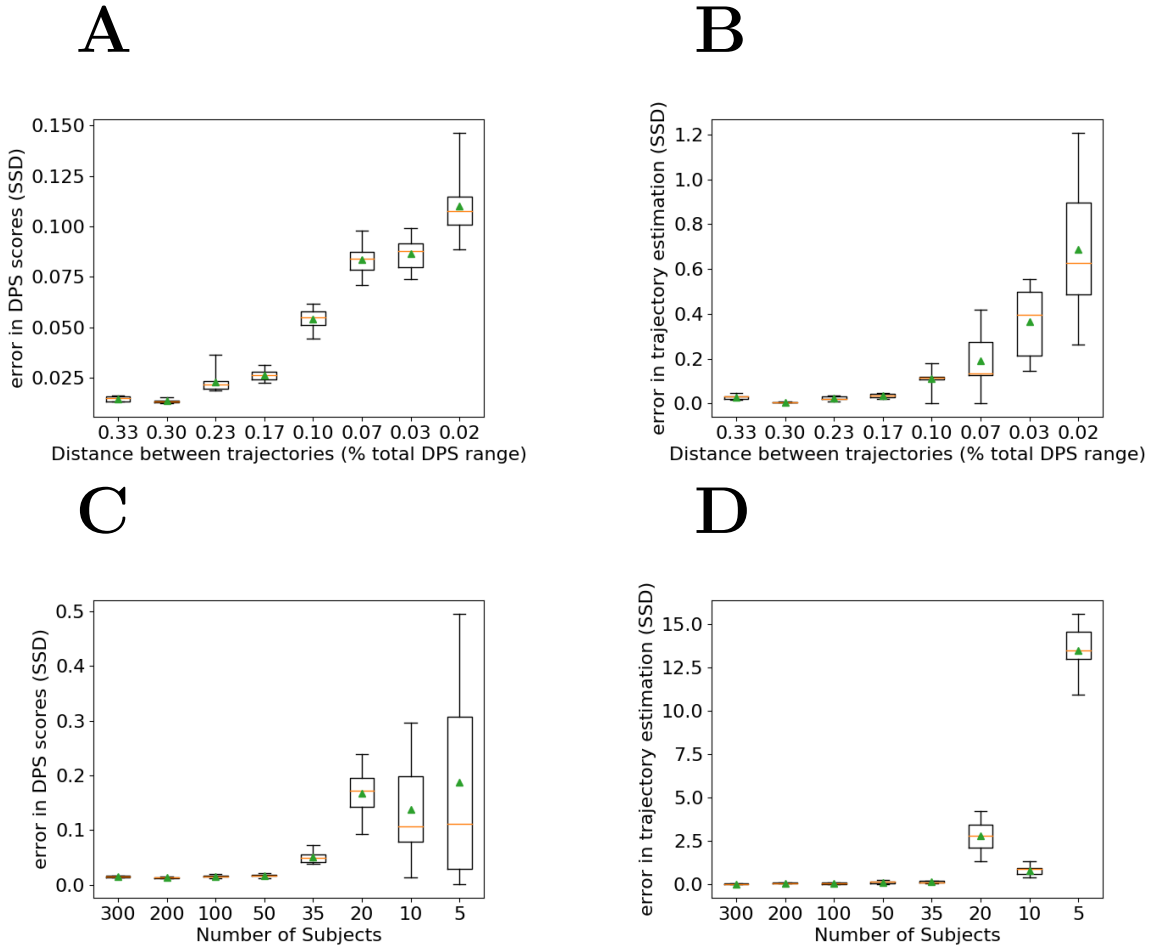 A
B
error in DPS scores (SSD)
0.150
0.125
0.100
0.075
0.050
0.025
0.33 0.30 0.23 0.17 0.10 0.07 0.03 0.02
Distance between trajectories (% total DPS range)
error in trajectory estimation (SSD)
1.2
1.0
0.8
0.6
0.4
0.2
0.0
0.33 0.30 0.23 0.17 0.10 0.07 0.03 0.02
Distance between trajectories (% total DPS range)
C
D
error in DPS scores (SSD)
0.5
0.4
0.3
0.2
0.1
0.0
300 200 100 50 35 20 10 5
Number of Subjects
error in trajectory estimation (SSD)
15.0
12.5
10.0
7.5
5.0
2.5
0.0
300 200 100 50 35 20 10 5
Number of Subjects